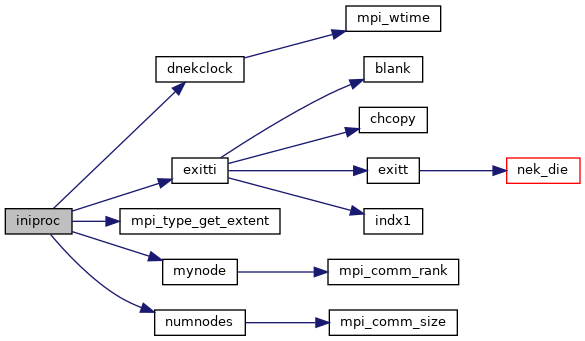 mpi_wtime
dnekclock
blank
chcopy
exitti
exitt
nek_die
iniproc
mpi_type_get_extent
indx1
mynode
mpi_comm_rank
numnodes
mpi_comm_size